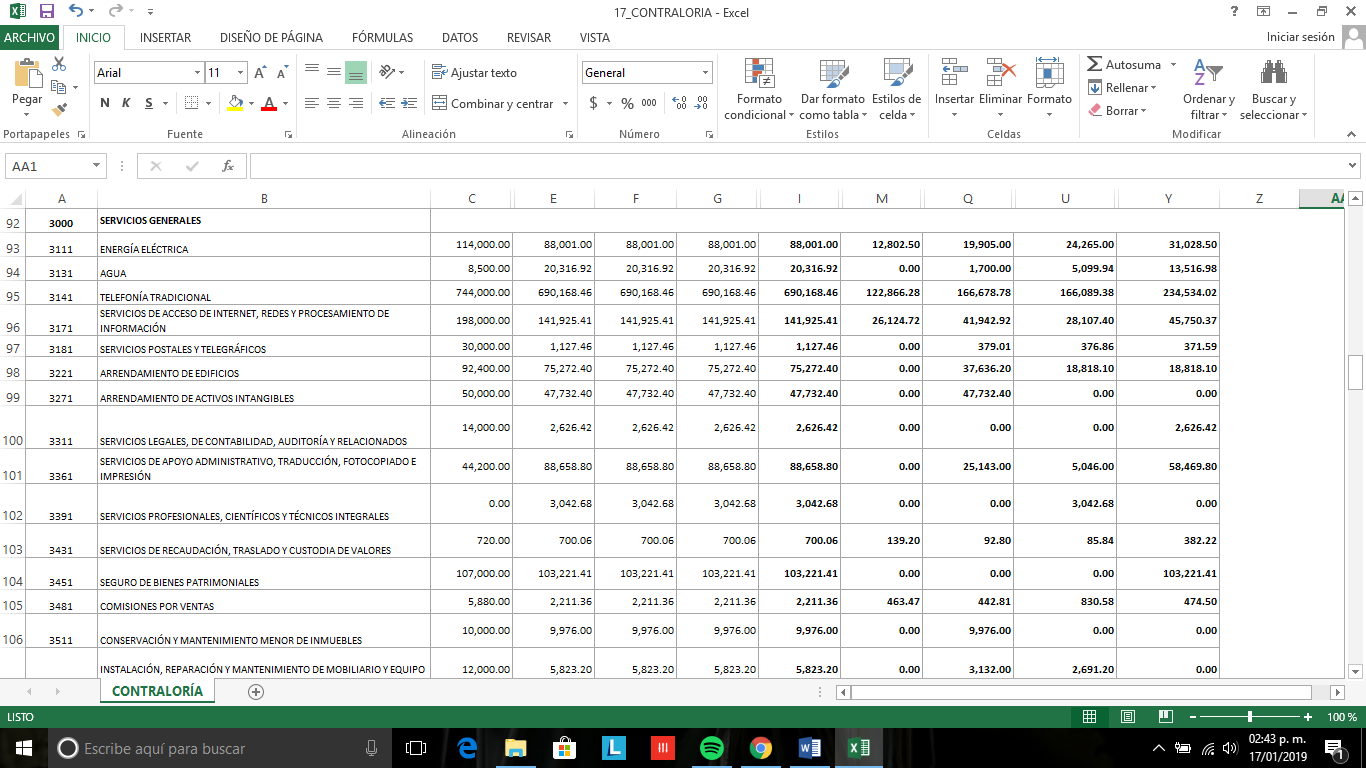 17_CONTRALORIA - Excel
ARCHIVO INICIO INSERTAR DISEÑO DE PÁGINA FÓRMULAS DATOS REVISAR VISTA Iniciar sesión
Pegar
Portapapeles
Arial 11
N K S
Fuente
Ajustar texto
Combinar y centrar
Alineación
General
$ % 000
Número
Formato condicional
Dar formato como tabla
Estilos de celda
Estilos
Insertar Eliminar Formato
Celdas
Autosuma
Rellenar
Borrar
Ordenar y filtrar
Buscar y seleccionar
Modificar
AA1 fx
A B C E F G I M Q U Y Z AA
92 3000 SERVICIOS GENERALES
93 3111 ENERGÍA ELÉCTRICA 114,000.00 88,001.00 88,001.00 88,001.00 88,001.00 12,802.50 19,905.00 24,265.00 31,028.50
94 3131 AGUA 8,500.00 20,316.92 20,316.92 20,316.92 20,316.92 0.00 1,700.00 5,099.94 13,516.98
95 3141 TELEFONÍA TRADICIONAL 744,000.00 690,168.46 690,168.46 690,168.46 690,168.46 122,866.28 166,678.78 166,089.38 234,534.02
96 3171 SERVICIOS DE ACCESO DE INTERNET, REDES Y PROCESAMIENTO DE
INFORMACIÓN 198,000.00 141,925.41 141,925.41 141,925.41 141,925.41 26,124.72 41,942.92 28,107.40 45,750.37
97 3181 SERVICIOS POSTALES Y TELEGRÁFICOS 30,000.00 1,127.46 1,127.46 1,127.46 1,127.46 0.00 379.01 376.86 371.59
98 3221 ARRENDAMIENTO DE EDIFICIOS 92,400.00 75,272.40 75,272.40 75,272.40 75,272.40 0.00 37,636.20 18,818.10 18,818.10
99 3271 ARRENDAMIENTO DE ACTIVOS INTANGIBLES 50,000.00 47,732.40 47,732.40 47,732.40 47,732.40 0.00 47,732.40 0.00 0.00
100 3311 SERVICIOS LEGALES, DE CONTABILIDAD, AUDITORÍA Y RELACIONADOS 14,000.00 2,626.42 2,626.42 2,626.42 2,626.42 0.00 0.00 0.00 2,626.42
101 3361 SERVICIOS DE APOYO ADMINISTRATIVO, TRADUCCIÓN, FOTOCOPIADO E
IMPRESIÓN 44,200.00 88,658.80 88,658.80 88,658.80 88,658.80 0.00 25,143.00 5,046.00 58,469.80
102 3391 SERVICIOS PROFESIONALES, CIENTÍFICOS Y TÉCNICOS INTEGRALES 0.00 3,042.68 3,042.68 3,042.68 3,042.68 0.00 0.00 3,042.68 0.00
103 3431 SERVICIOS DE RECAUDACIÓN, TRASLADO Y CUSTODIA DE VALORES 720.00 700.06 700.06 700.06 700.06 139.20 92.80 85.84 382.22
104 3451 SEGURO DE BIENES PATRIMONIALES 107,000.00 103,221.41 103,221.41 103,221.41 103,221.41 0.00 0.00 0.00 103,221.41
105 3481 COMISIONES POR VENTAS 5,880.00 2,211.36 2,211.36 2,211.36 2,211.36 463.47 442.81 830.58 474.50
106 3511 CONSERVACIÓN Y MANTENIMIENTO MENOR DE INMUEBLES 10,000.00 9,976.00 9,976.00 9,976.00 9,976.00 0.00 9,976.00 0.00 0.00
INSTALACIÓN, REPARACIÓN Y MANTENIMIENTO DE MOBILIARIO Y EQUIPO 12,000.00 5,823.20 5,823.20 5,823.20 5,823.20 0.00 3,132.00 2,691.20 0.00
CONTRALORÍA
LISTO 100 %
Escribe aquí para buscar
02:43 p. m.
17/01/2019
1